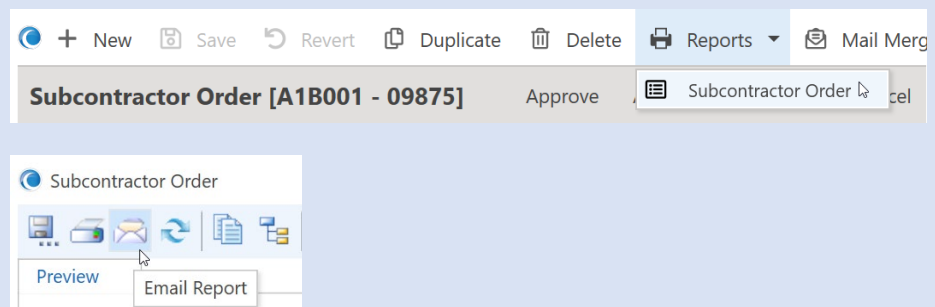 New Save Revert Duplicate Delete Reports Mail Merg
Subcontractor Order [A1B001 - 09875] Approve Subcontractor Order cel
Subcontractor Order
Preview
Email Report